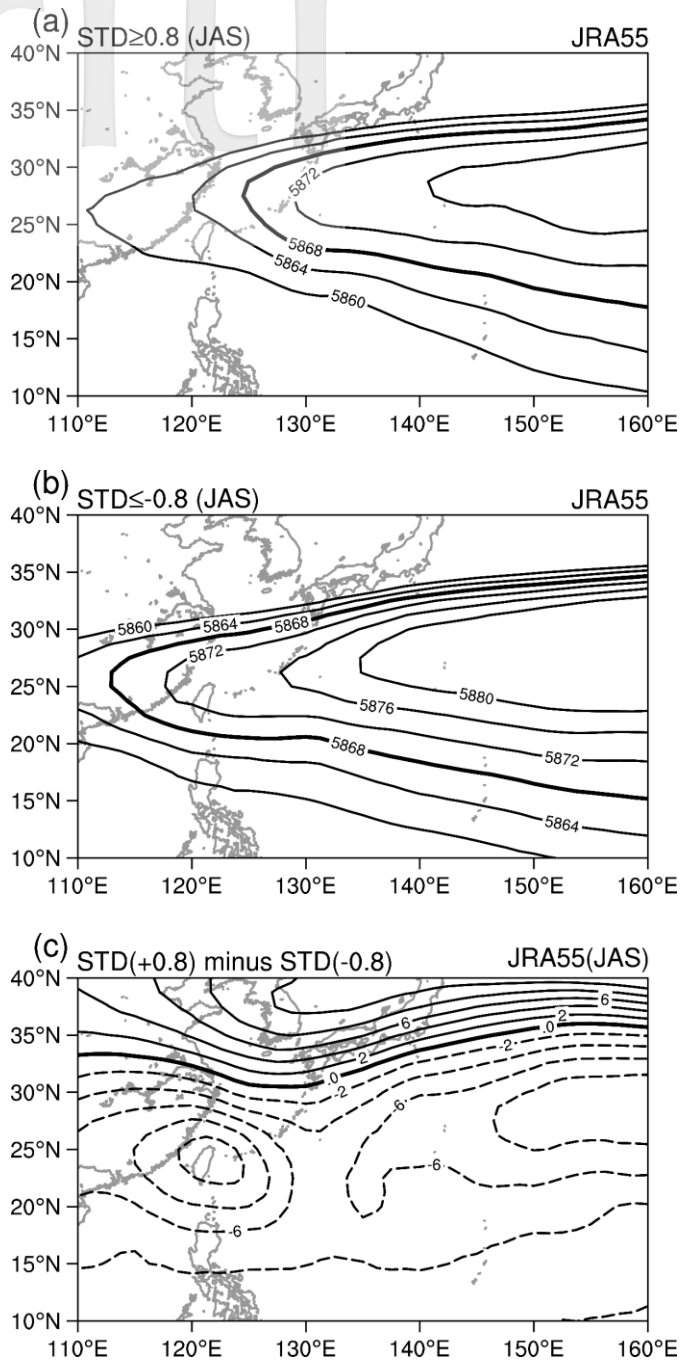 (a) STD≥0.8 (JAS) JRA55
40°N
35°N
30°N
25°N
20°N
15°N
10°N
5872
5868
5864
5860
110°E 120°E 130°E 140°E 150°E 160°E
(b) STD≤-0.8 (JAS) JRA55
40°N
35°N
30°N
25°N
20°N
15°N
10°N
5860 5864 5868
5872
5880
5876
5868 5872
5864
110°E 120°E 130°E 140°E 150°E 160°E
(c) STD(+0.8) minus STD(-0.8) JRA55(JAS)
40°N
35°N
30°N
25°N
20°N
15°N
10°N
6 6
2 2
0 0
-2 -2
-6
-6
-6
110°E 120°E 130°E 140°E 150°E 160°E